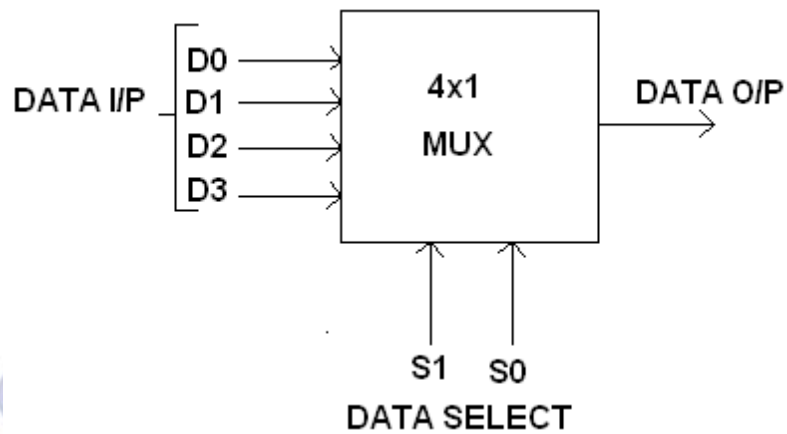 DATA I/P
D0
D1
D2
D3
4x1
MUX
DATA O/P
S1 S0
DATA SELECT